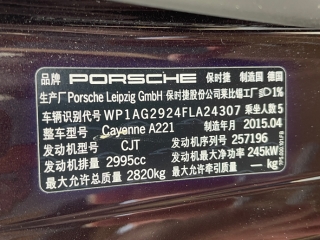 品牌 PORSCHE 保时捷 制造国 德国
生产厂 Porsche Leipzig GmbH 保时捷股份公司莱比锡工厂 1%
车辆识别代号 WP1AG2924FLA24307 乘坐人数 5
整车型号 Cayenne A221 制造年月 2015.04
发动机型号 CJT 发动机序列号 257196
发动机排量 2995cc 发动机最大净功率 245kW
最大允许总质量 2820kg 最大允许牵引质量 — kg